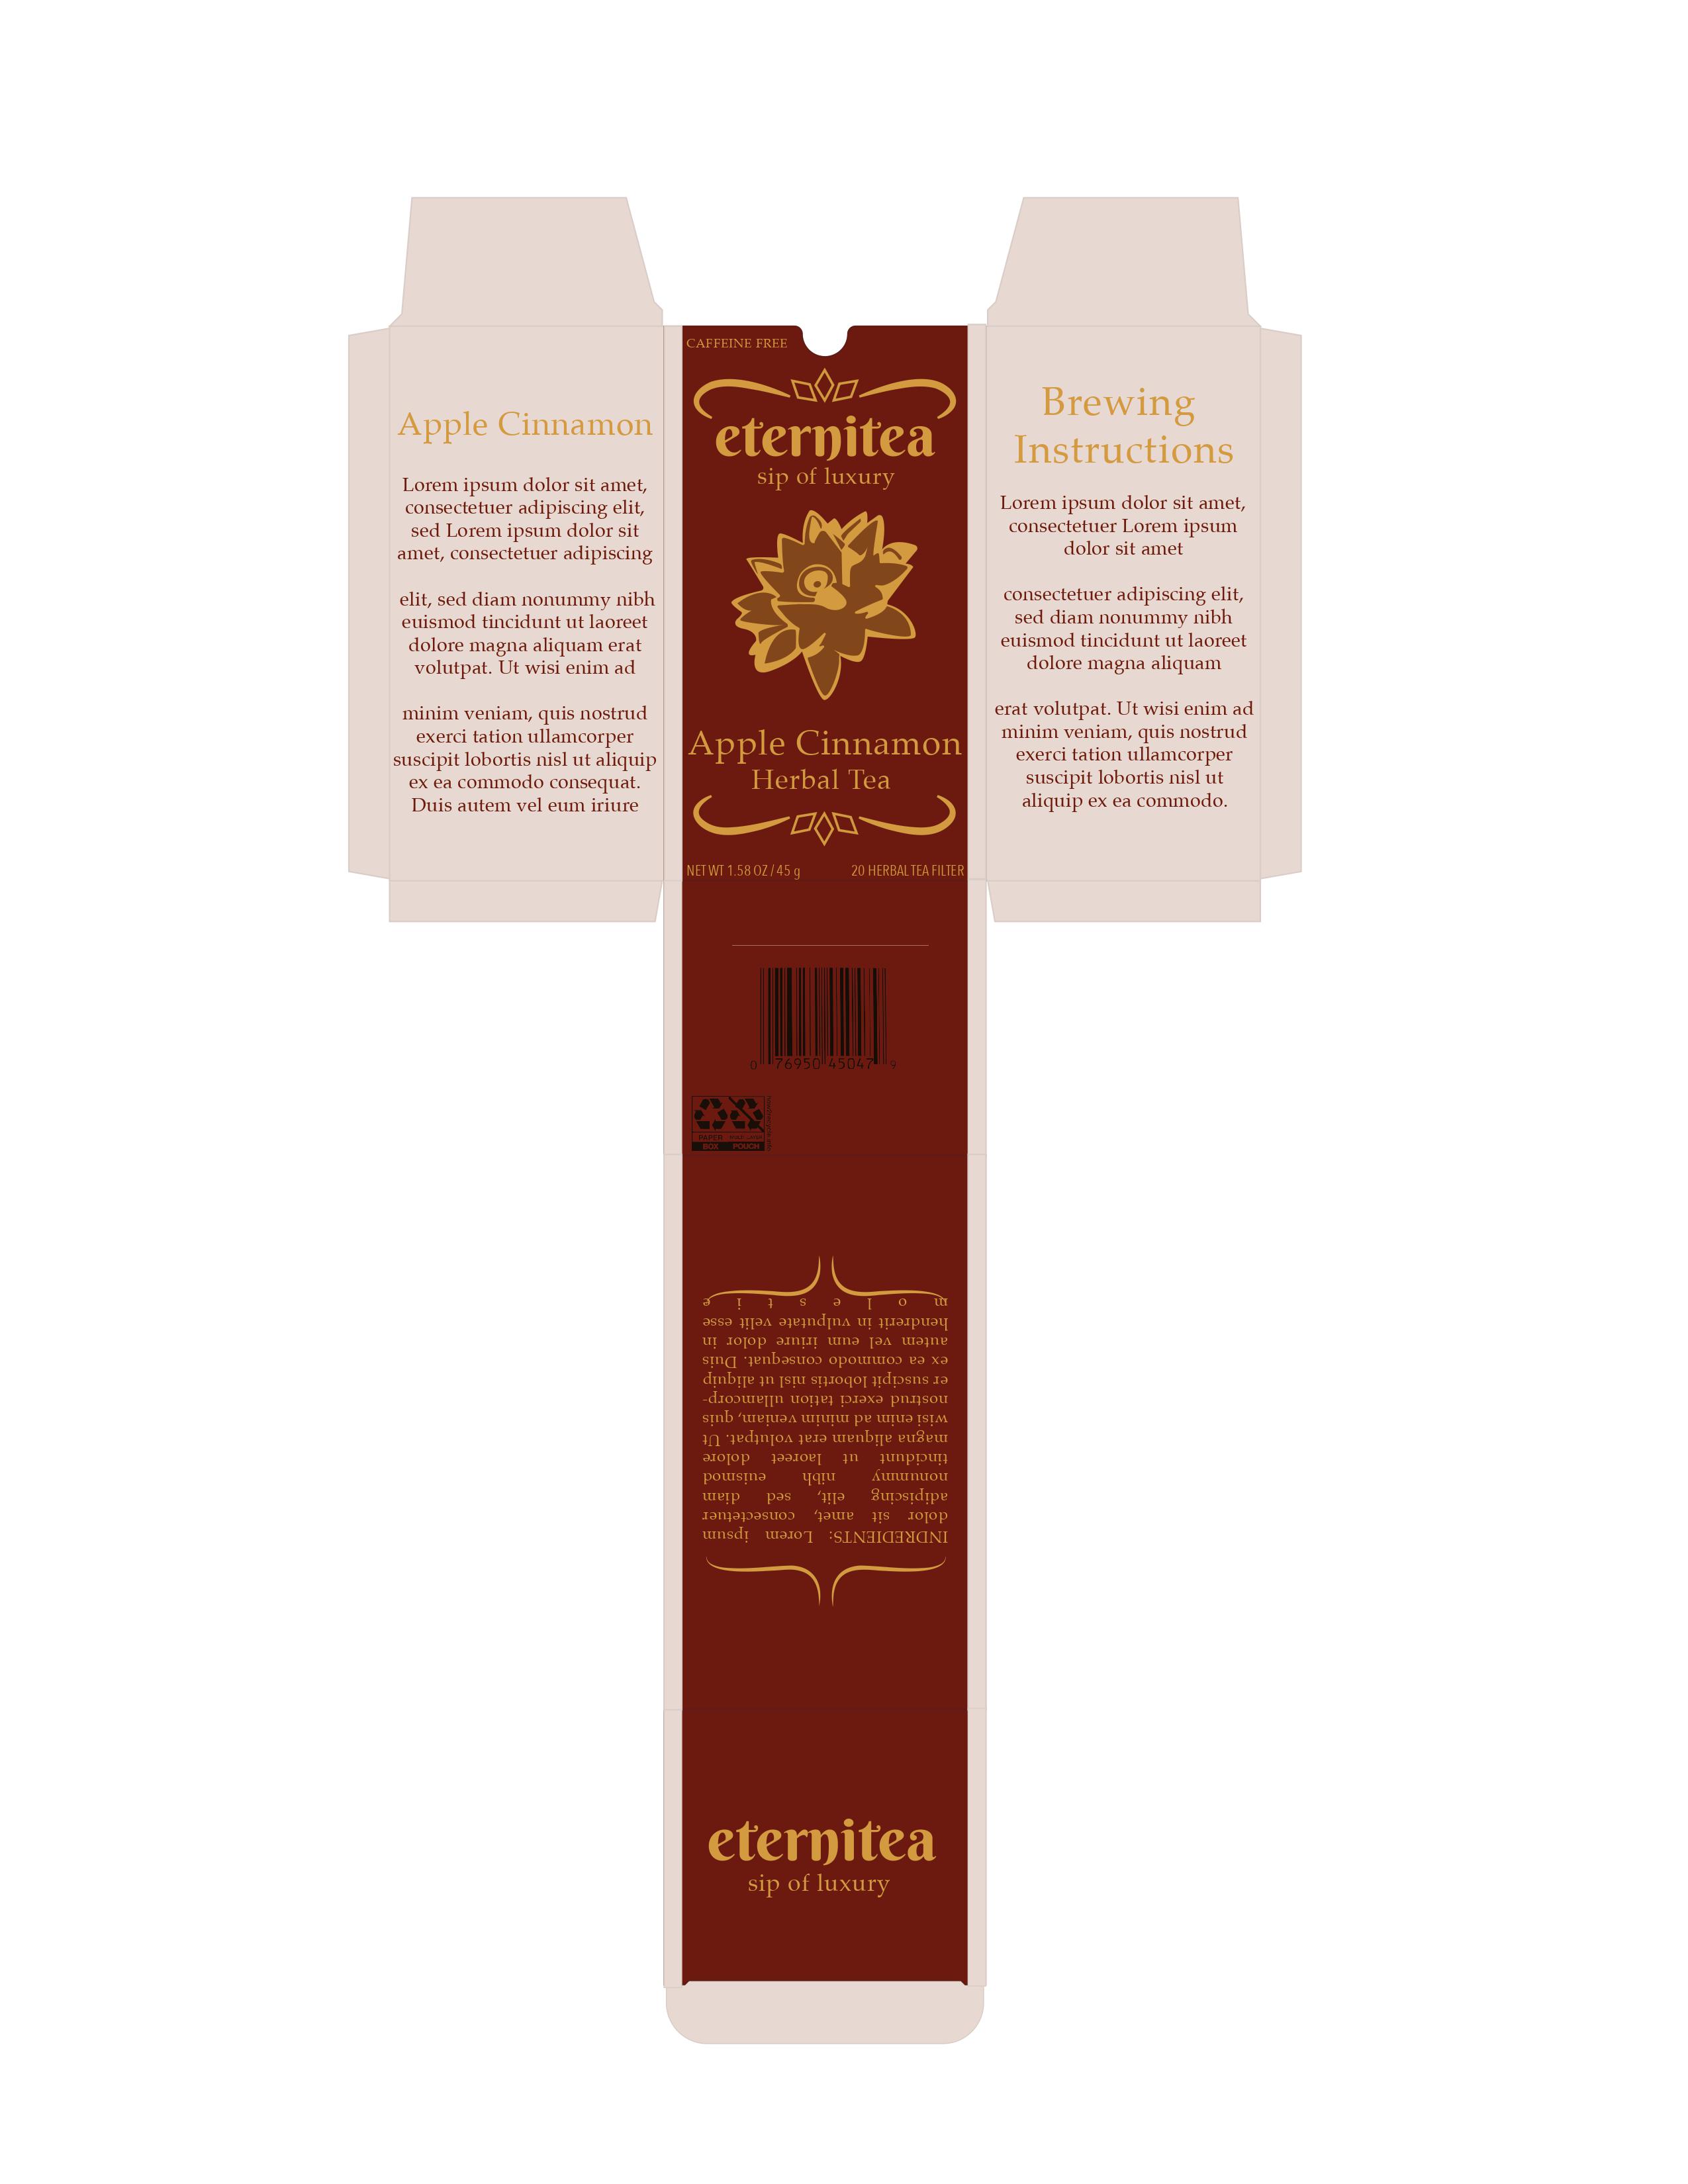 Apple Cinnamon
Lorem ipsum dolor sit amet,
consectetuer adipiscing elit,
sed Lorem ipsum dolor sit
amet, consectetuer adipiscing
elit, sed diam nonummy nibh
euismod tincidunt ut laoreet
dolore magna aliquam erat
volutpat. Ut wisi enim ad
minim veniam, quis nostrud
exerci tation ullamcorper
suscipit lobortis nisl ut aliquip
ex ea commodo consequat.
Duis autem vel eum iriure
CAFFEINE FREE
eternitea
sip of luxury
Apple Cinnamon
Herbal Tea
NET WT 1.58 OZ / 45 g
20 HERBAL TEA FILTER
Brewing
Instructions
Lorem ipsum dolor sit amet,
consectetuer Lorem ipsum
dolor sit amet
consectetuer adipiscing elit,
sed diam nonummy nibh
euismod tincidunt ut laoreet
dolore magna aliquam
erat volutpat. Ut wisi enim ad
minim veniam, quis nostrud
exerci tation ullamcorper
suscipit lobortis nisl ut
aliquip ex ea commodo.
0 76950 45047 9
PAPER
BOX POUCH
INDREDIENTS: Lorem ipsum
dolor sit amet, consectetuer
adipiscing elit, sed diam
nonummy nibh euismod
tincidunt ut laoreet dolore
magna aliquam erat volutpat. Ut
wisi enim ad minim veniam, quis
nostrud exerci tation ullamcorp-
er suscipit lobortis nisl ut aliquip
ex ea commodo consequat. Duis
autem vel eum iriure dolor in
hendrerit in vulputate velit esse
molestie
eternitea
sip of luxury